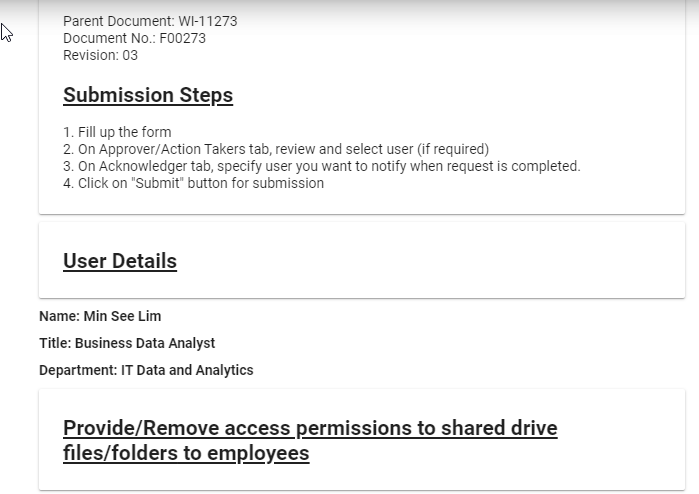 Parent Document: WI-11273
Document No.: F00273
Revision: 03
Submission Steps
1. Fill up the form
2. On Approver/Action Takers tab, review and select user (if required)
3. On Acknowledger tab, specify user you want to notify when request is completed.
4. Click on "Submit" button for submission
User Details
Name: Min See Lim
Title: Business Data Analyst
Department: IT Data and Analytics
Provide/Remove access permissions to shared drive
files/folders to employees